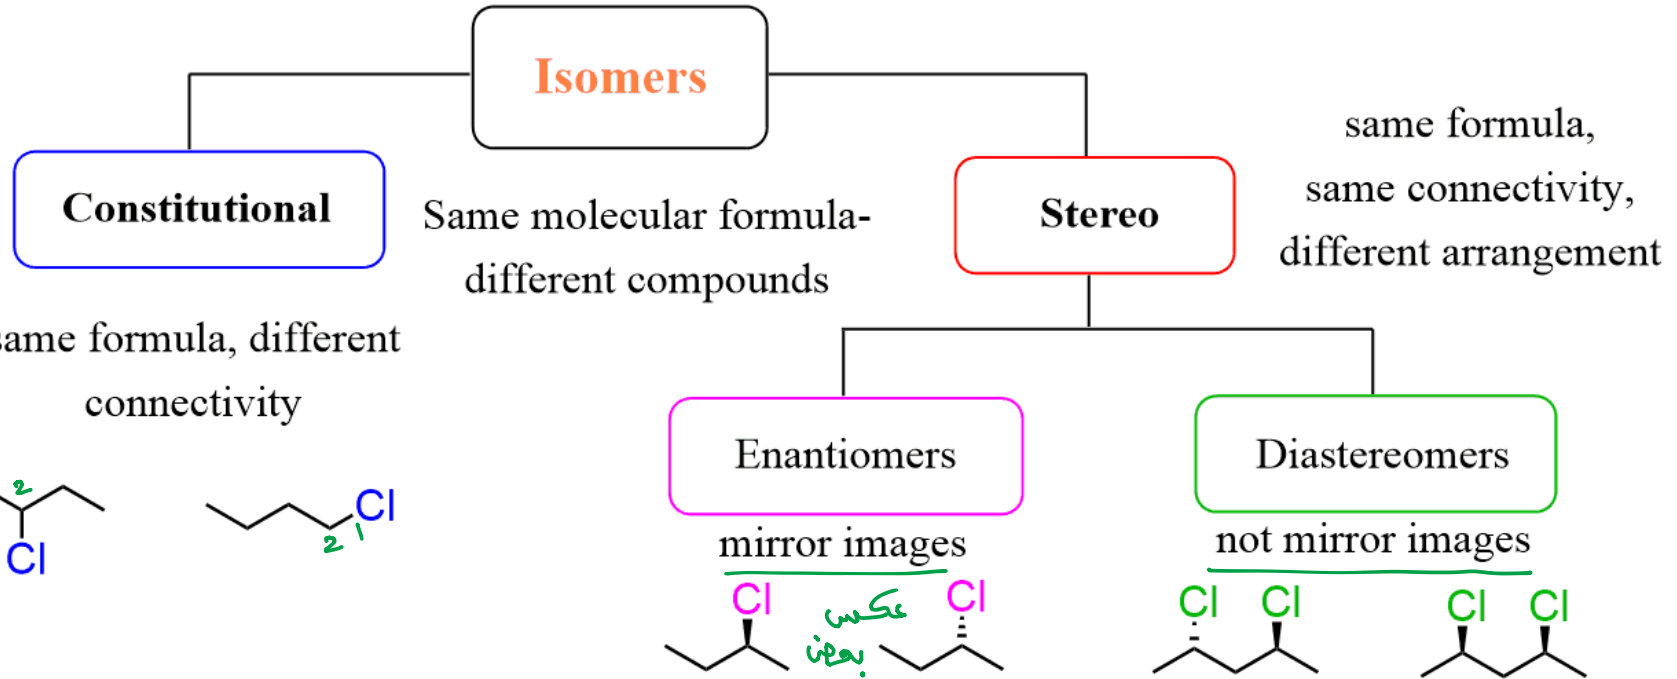 Isomers
Constitutional
Same molecular formula-
different compounds
Stereo
same formula,
same connectivity,
different arrangement
same formula, different
connectivity
2
Cl
Cl
2 1
Enantiomers
mirror images
Cl
عكس
بعض
Cl
Diastereomers
not mirror images
Cl Cl
Cl Cl